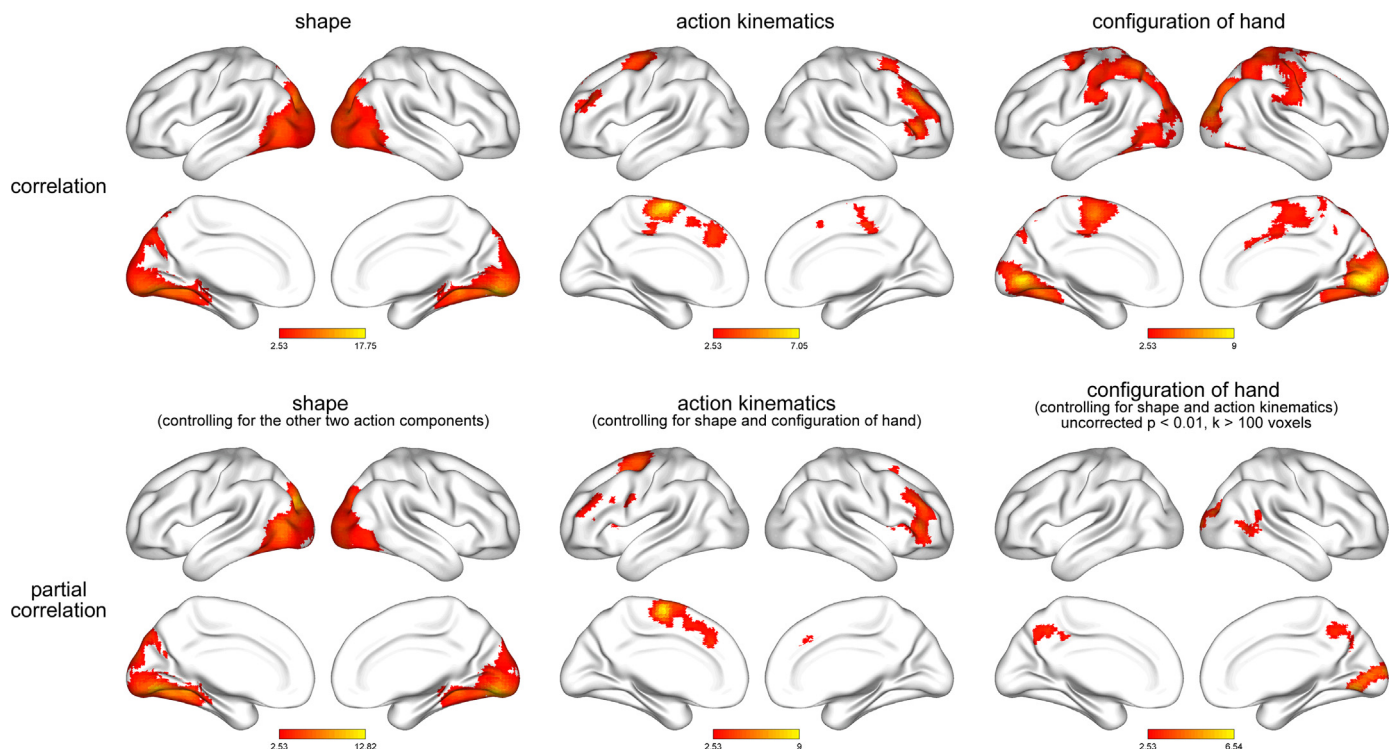 shape
action kinematics
configuration of hand
correlation
2.53 17.75
2.53 7.05
2.53 9
shape
(controlling for the other two action components)
action kinematics
(controlling for shape and configuration of hand)
configuration of hand
(controlling for shape and action kinematics)
uncorrected p < 0.01, k > 100 voxels
partial
correlation
2.53 12.82
2.53 9
2.53 6.54